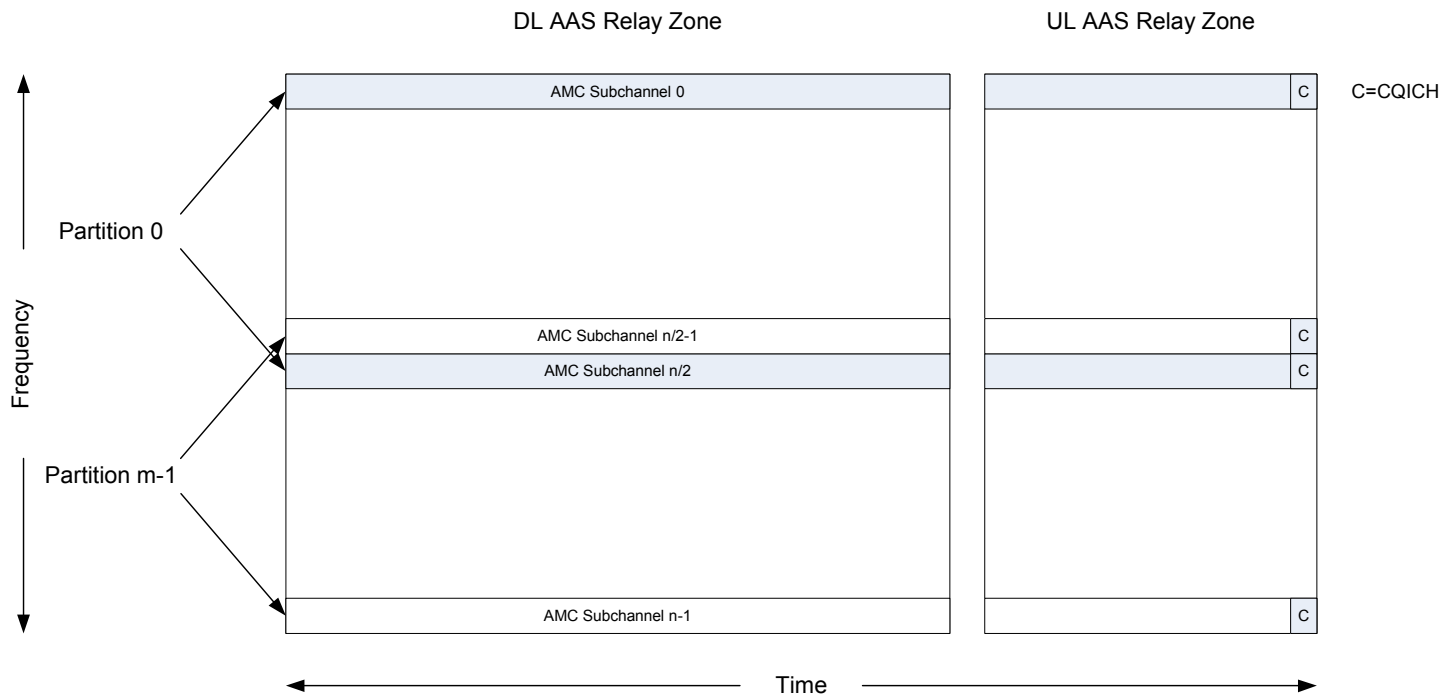 DL AAS Relay Zone
UL AAS Relay Zone
AMC Subchannel 0
C
C=CQICH
Partition 0
Frequency
AMC Subchannel n/2-1
C
AMC Subchannel n/2
C
Partition m-1
AMC Subchannel n-1
C
Time